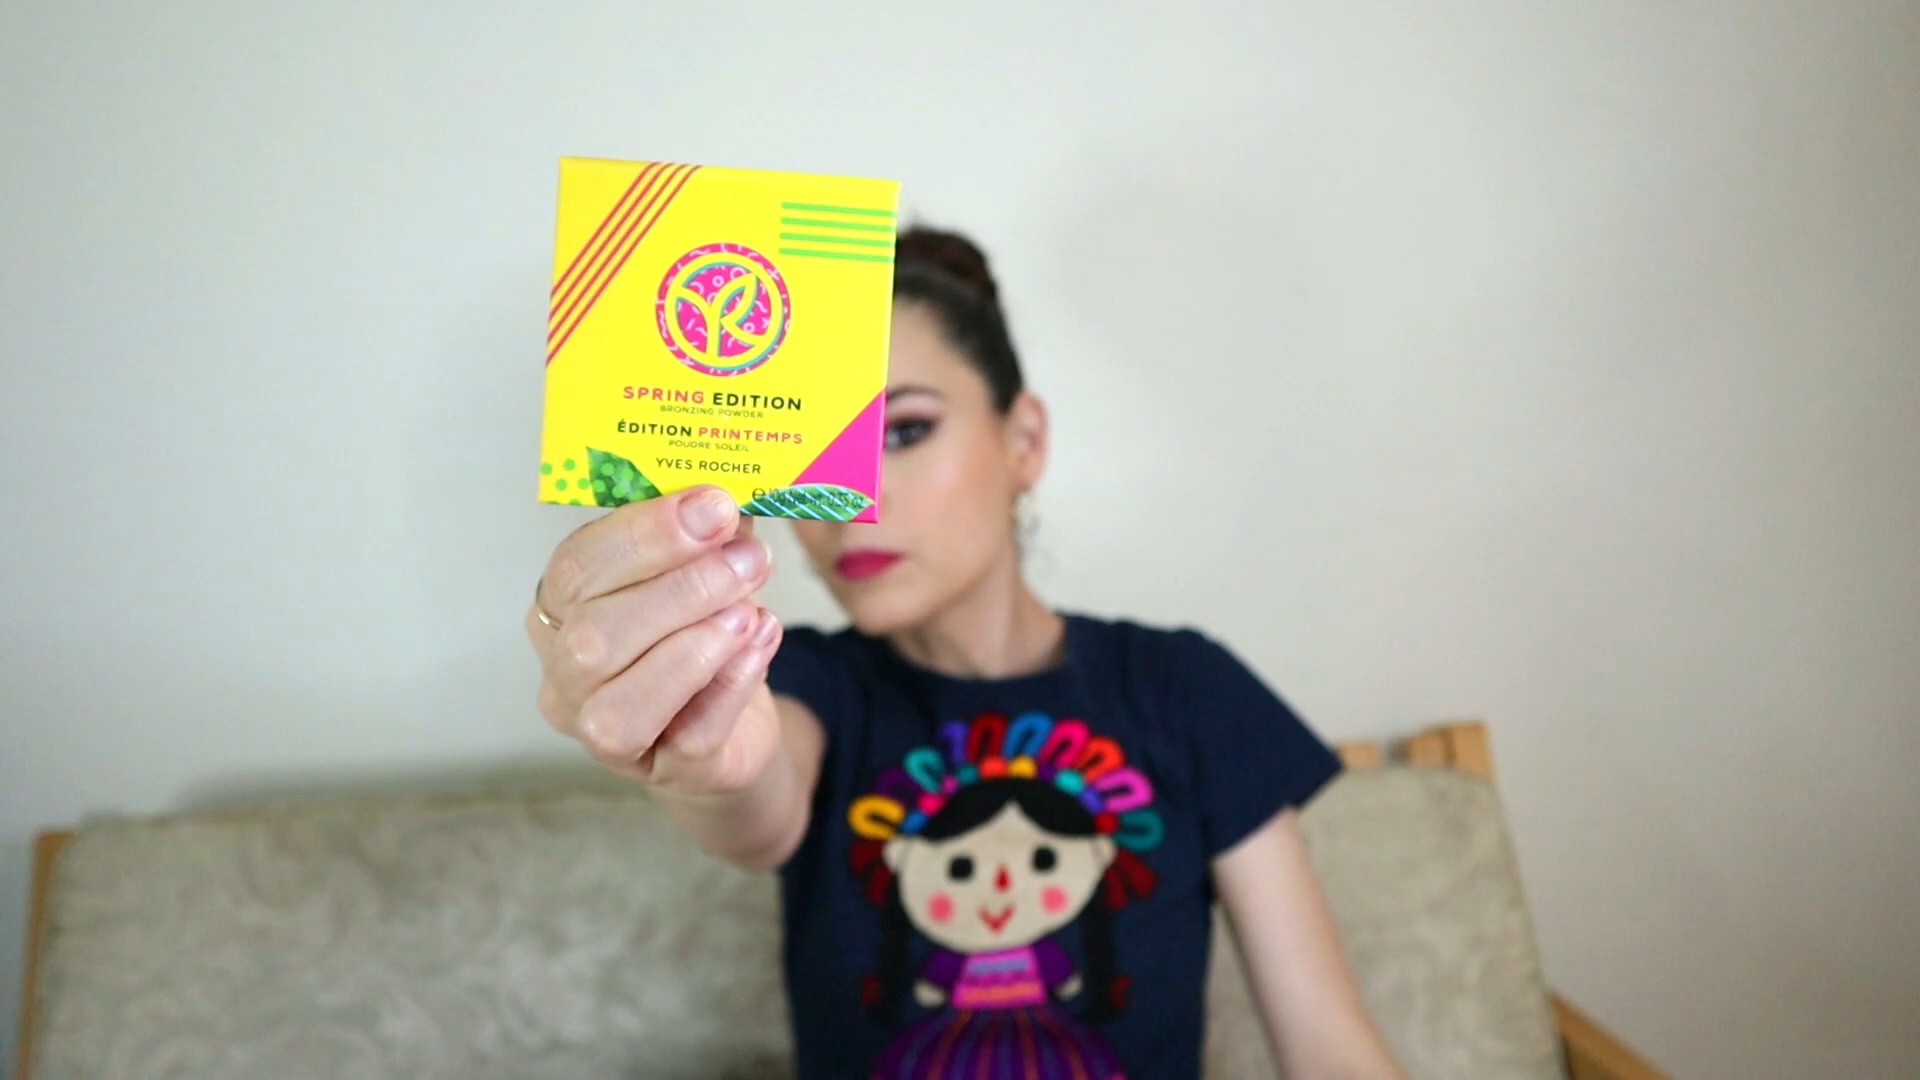 SPRING EDITION
BRONZING POWDER
ÉDITION PRINTEMPS
POUDRE SOLEIL
YVES ROCHER